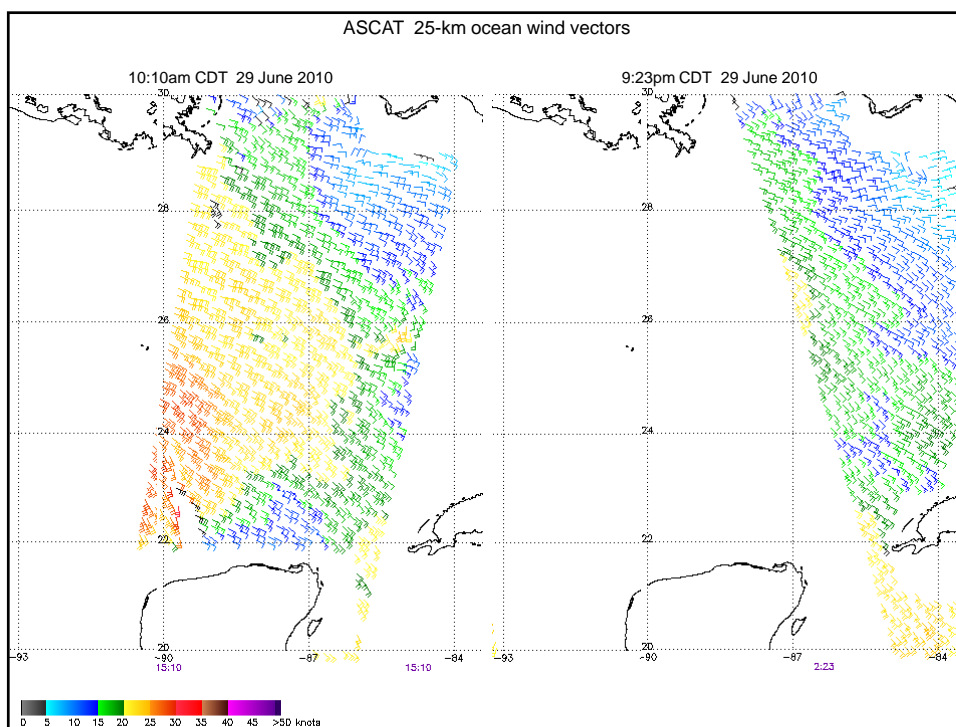 ASCAT 25-km ocean wind vectors
10:10am CDT 29 June 2010
9:23pm CDT 29 June 2010
30 30
28 28
26 26
24 24
22 22
20 20
-93 -90 -87 -84 -90 -87 -84
15:10 15:10 2:23
0 5 10 15 20 25 30 35 40 45 >50 knots